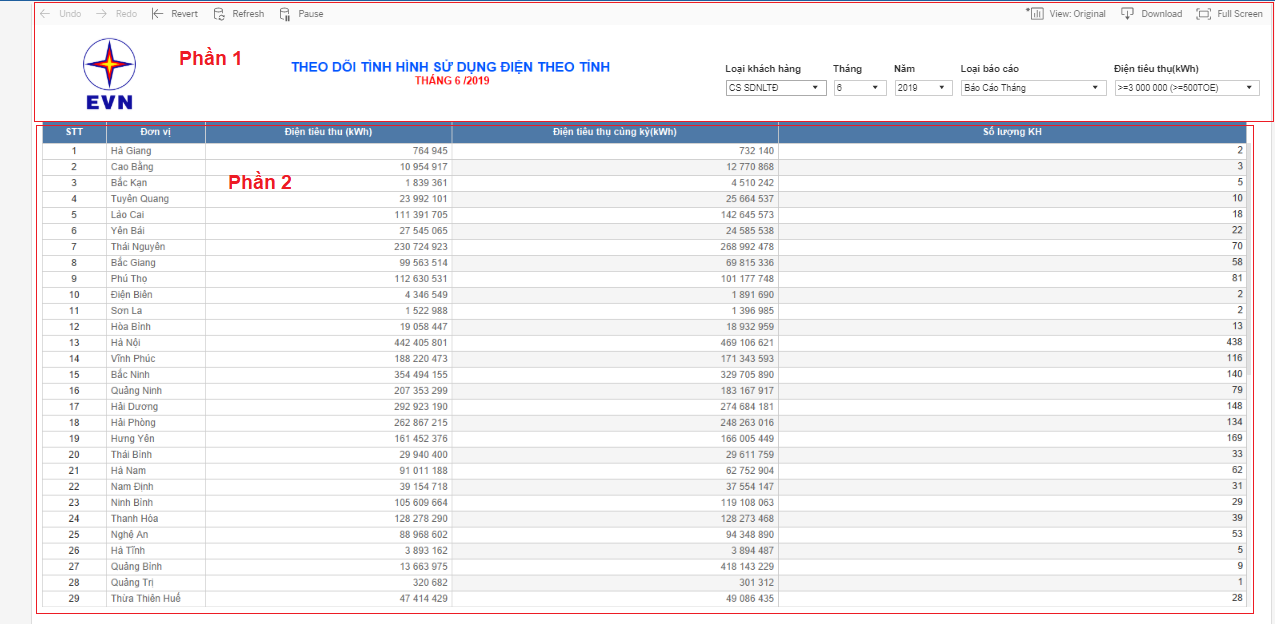 Undo Redo Revert Refresh Pause View: Original Download Full Screen
Phần 1
EVN
THEO DÕI TÌNH HÌNH SỬ DỤNG ĐIỆN THEO TỈNH
THÁNG 6 /2019
Loại khách hàng Tháng Năm Loại báo cáo Điện tiêu thụ(kWh)
CS SDNLTĐ 6 2019 Báo Cáo Tháng >=3 000 000 (>=500TOE)
STT Đơn vị Điện tiêu thu (kWh) Điện tiêu thụ cùng kỳ(kWh) Số lượng KH
1 Hà Giang 764 945 732 140 2
2 Cao Bằng 10 954 917 12 770 868 3
3 Bắc Kạn 1 839 361 4 510 242 5
Phần 2
4 Tuyên Quang 23 992 101 25 664 537 10
5 Lào Cai 111 391 705 142 645 573 18
6 Yên Bái 27 545 065 24 585 538 22
7 Thái Nguyên 230 724 923 268 992 478 70
8 Bắc Giang 99 563 514 69 815 336 58
9 Phú Thọ 112 630 531 101 177 748 81
10 Điện Biên 4 346 549 1 891 690 2
11 Sơn La 1 522 988 1 396 985 2
12 Hòa Bình 19 058 447 18 932 959 13
13 Hà Nội 442 405 801 469 106 621 438
14 Vĩnh Phúc 188 220 473 171 343 593 116
15 Bắc Ninh 354 494 155 329 705 890 140
16 Quảng Ninh 207 353 299 183 167 917 79
17 Hải Dương 292 923 190 274 684 181 148
18 Hải Phòng 262 867 215 248 263 016 134
19 Hưng Yên 161 452 376 166 005 449 169
20 Thái Bình 29 940 400 29 611 759 33
21 Hà Nam 91 011 188 62 752 904 62
22 Nam Định 39 154 718 37 554 147 31
23 Ninh Bình 105 609 664 119 108 063 29
24 Thanh Hóa 128 278 290 128 273 468 39
25 Nghệ An 88 968 602 94 348 890 53
26 Hà Tĩnh 3 893 162 3 894 487 5
27 Quảng Bình 13 663 975 418 143 229 9
28 Quảng Trị 320 682 301 312 1
29 Thừa Thiên Huế 47 414 429 49 086 435 28